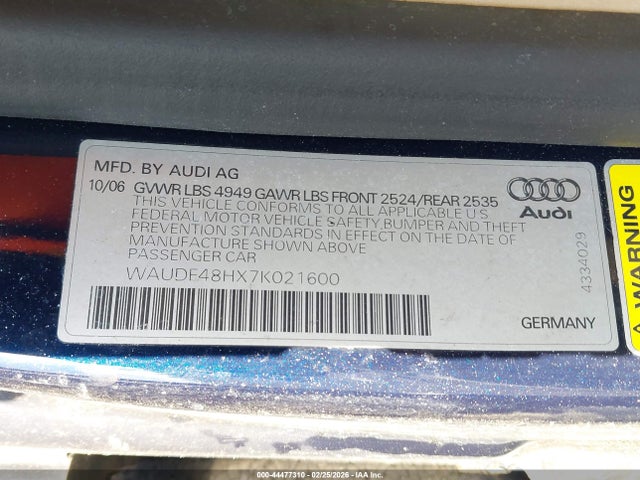 MFD. BY AUDI AG
10/06 GVWR LBS 4949 GAWR LBS FRONT 2524/REAR 2535
THIS VEHICLE CONFORMS TO ALL APPLICABLE U S
FEDERAL MOTOR VEHICLE SAFETY BUMPER AND THEFT
PREVENTION STANDARDS IN EFFECT ON THE DATE OF
MANUFACTURE SHOWN ABOVE
PASSENGER CAR
WAUDF48HX7K021600
Audi
4334029
GERMANY
WARNING
000-44477310 - 02/25/2026 - COPART